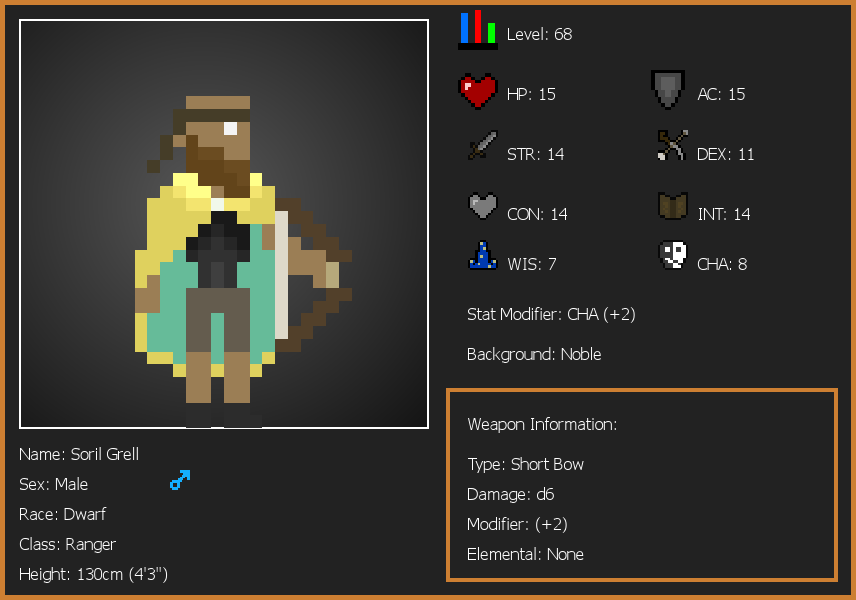 Level: 68
HP: 15
AC: 15
STR: 14
DEX: 11
CON: 14
INT: 14
WIS: 7
CHA: 8
Stat Modifier: CHA (+2)
Background: Noble
Weapon Information:
Type: Short Bow
Damage: d6
Modifier: (+2)
Elemental: None
Name: Soril Grell
Sex: Male
Race: Dwarf
Class: Ranger
Height: 130cm (4'3")